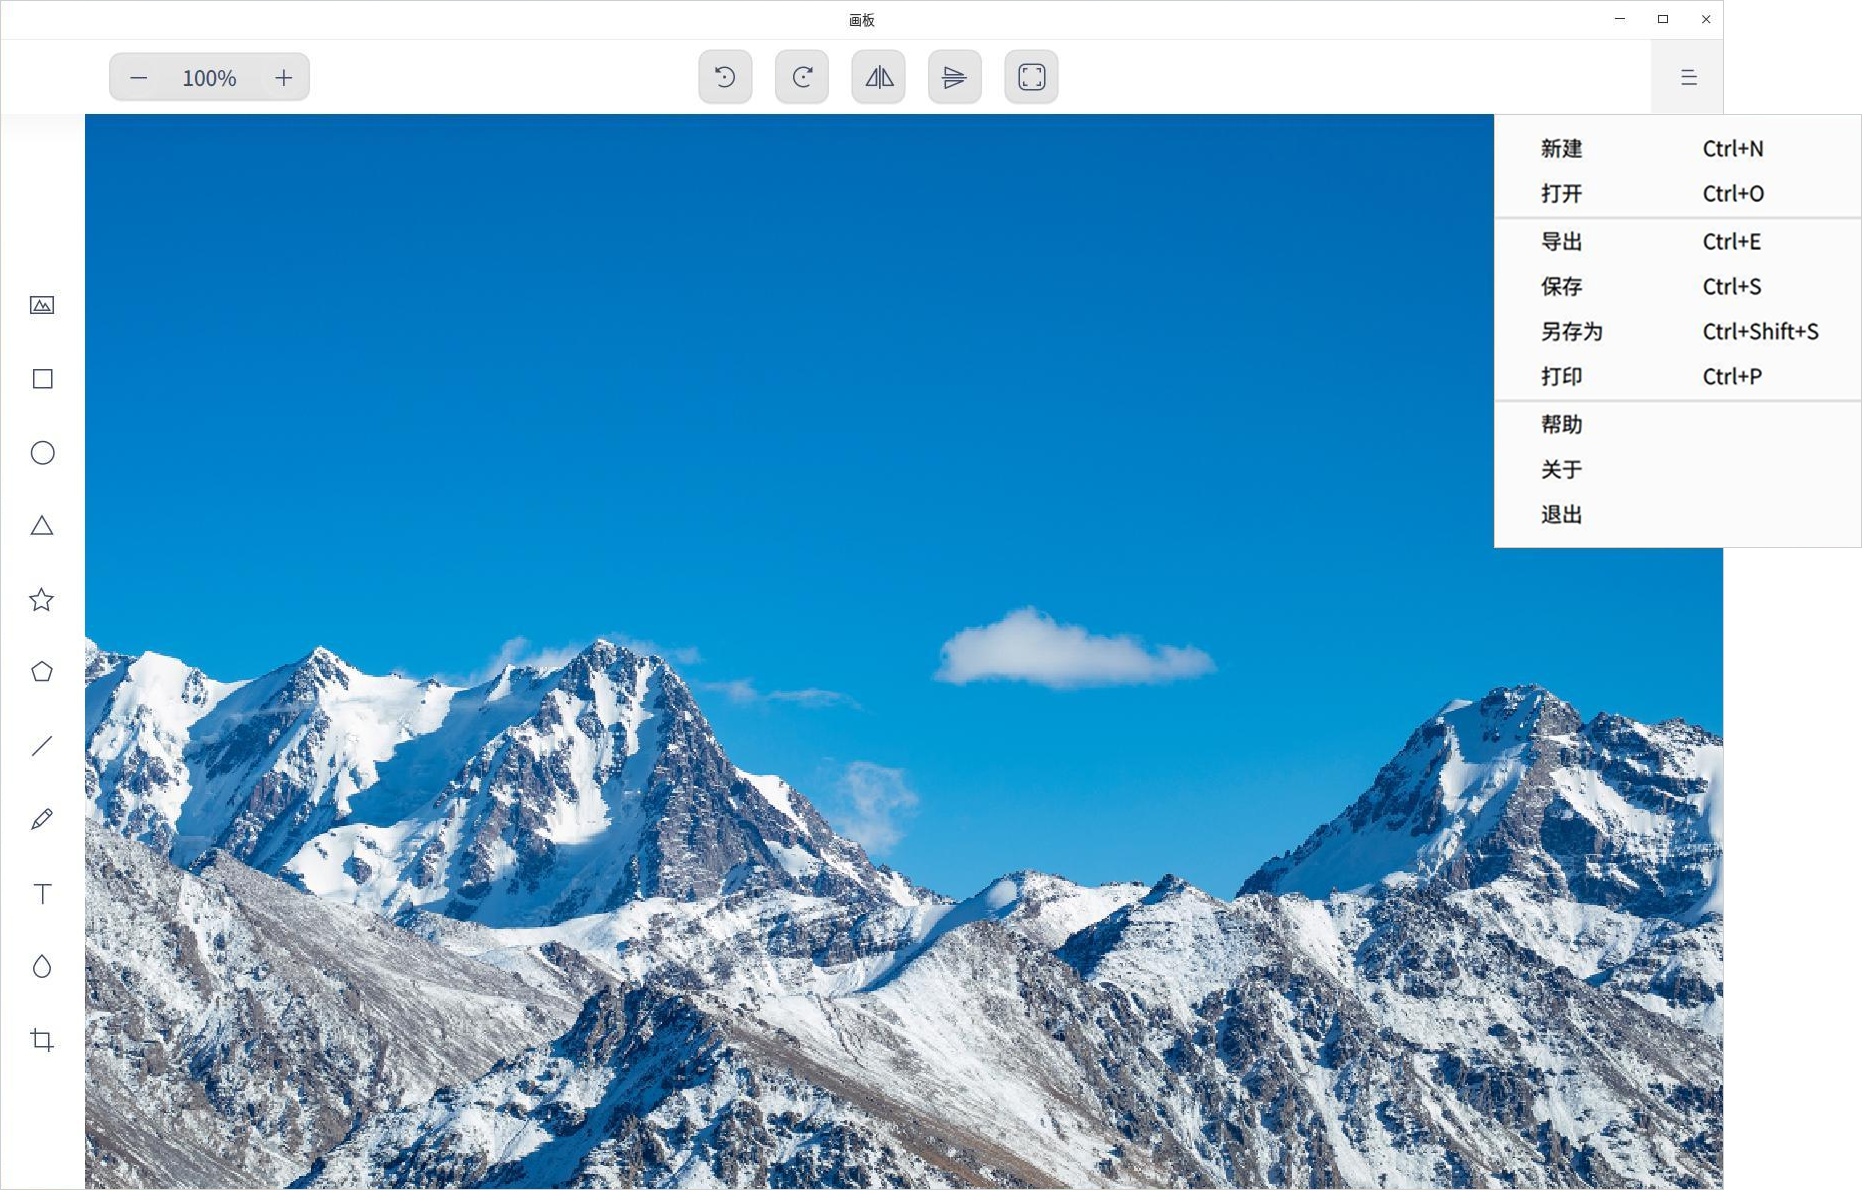 画板
100%
新建 Ctrl+N
打开 Ctrl+O
导出 Ctrl+E
保存 Ctrl+S
另存为 Ctrl+Shift+S
打印 Ctrl+P
帮助
关于
退出